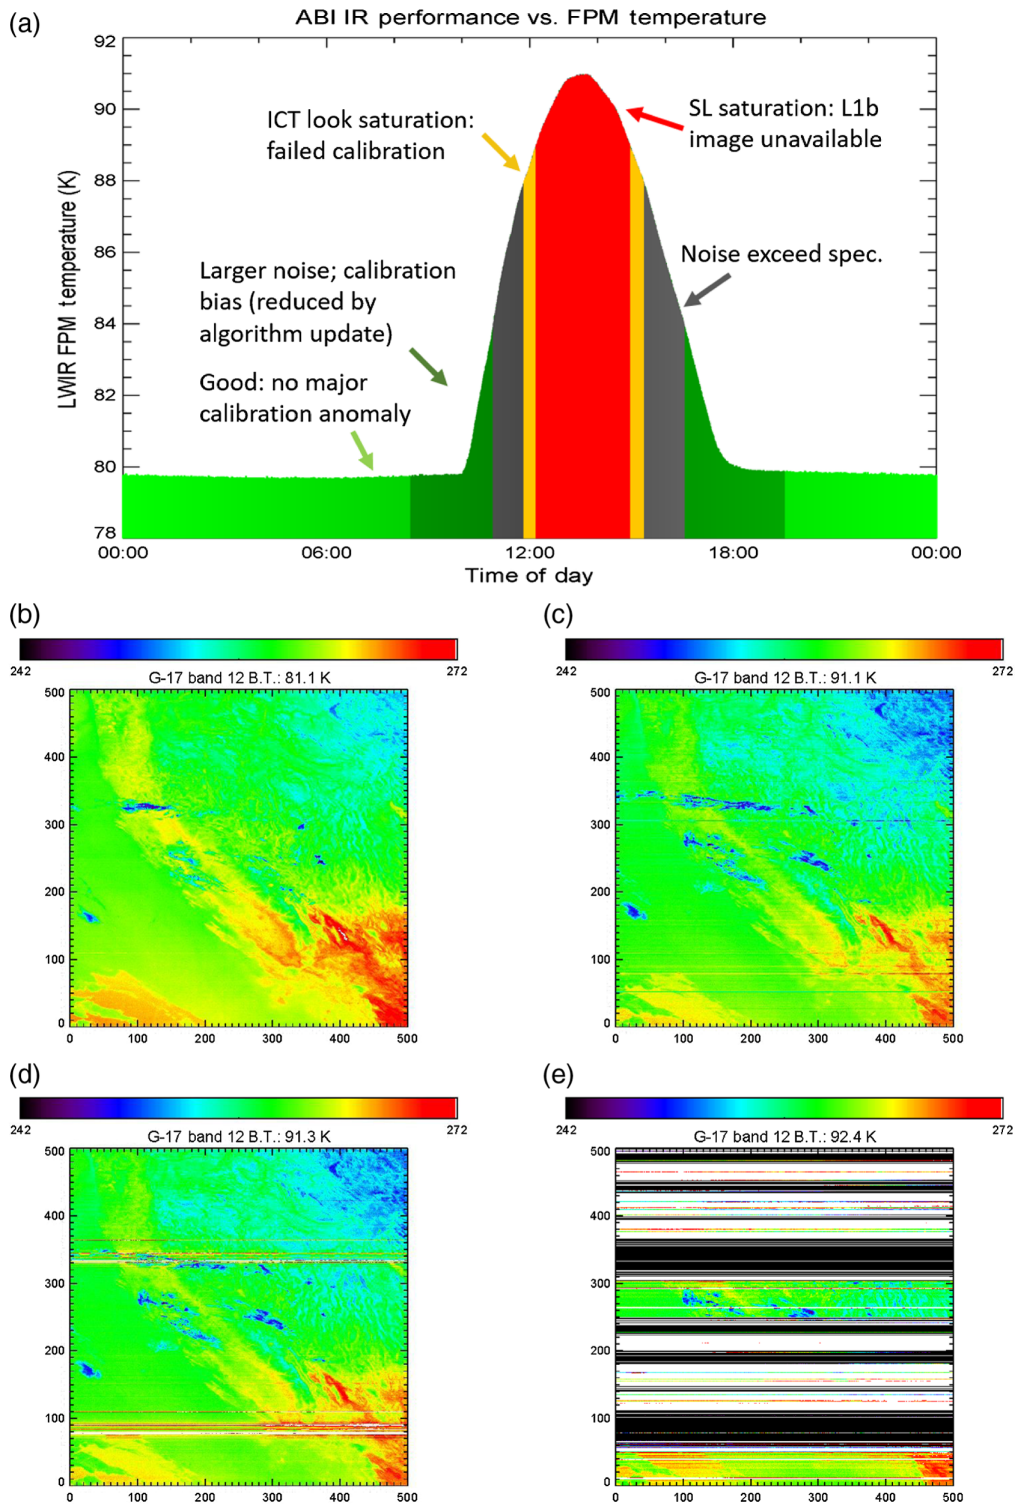 (a)
ABI IR performance vs. FPM temperature
92
90
88
86
84
82
80
78
LWIR FPM temperature (K)
ICT look saturation:
failed calibration
SL saturation: L1b
image unavailable
Noise exceed spec.
Larger noise; calibration
bias (reduced by
algorithm update)
Good: no major
calibration anomaly
00:00 06:00 12:00 18:00 00:00
Time of day
(b)
242 272
G-17 band 12 B.T.: 81.1 K
500
400
300
200
100
0
0 100 200 300 400 500
(c)
242 272
G-17 band 12 B.T.: 91.1 K
500
400
300
200
100
0
0 100 200 300 400 500
(d)
242 272
G-17 band 12 B.T.: 91.3 K
500
400
300
200
100
0
0 100 200 300 400 500
(e)
242 272
G-17 band 12 B.T.: 92.4 K
500
400
300
200
100
0
0 100 200 300 400 500